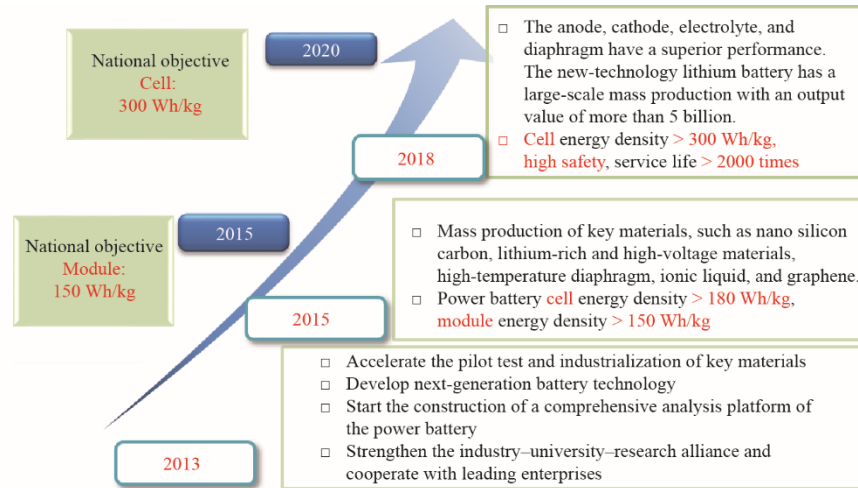 National objective
Cell:
300 Wh/kg
2020
□ The anode, cathode, electrolyte, and
diaphragm have a superior performance.
The new-technology lithium battery has a
large-scale mass production with an output
value of more than 5 billion.
□ Cell energy density > 300 Wh/kg,
high safety, service life > 2000 times
2018
National objective
Module:
150 Wh/kg
2015
□ Mass production of key materials, such as nano silicon
carbon, lithium-rich and high-voltage materials,
high-temperature diaphragm, ionic liquid, and graphene.
□ Power battery cell energy density > 180 Wh/kg,
module energy density > 150 Wh/kg
2015
□ Accelerate the pilot test and industrialization of key materials
□ Develop next-generation battery technology
□ Start the construction of a comprehensive analysis platform of
the power battery
□ Strengthen the industry–university–research alliance and
cooperate with leading enterprises
2013